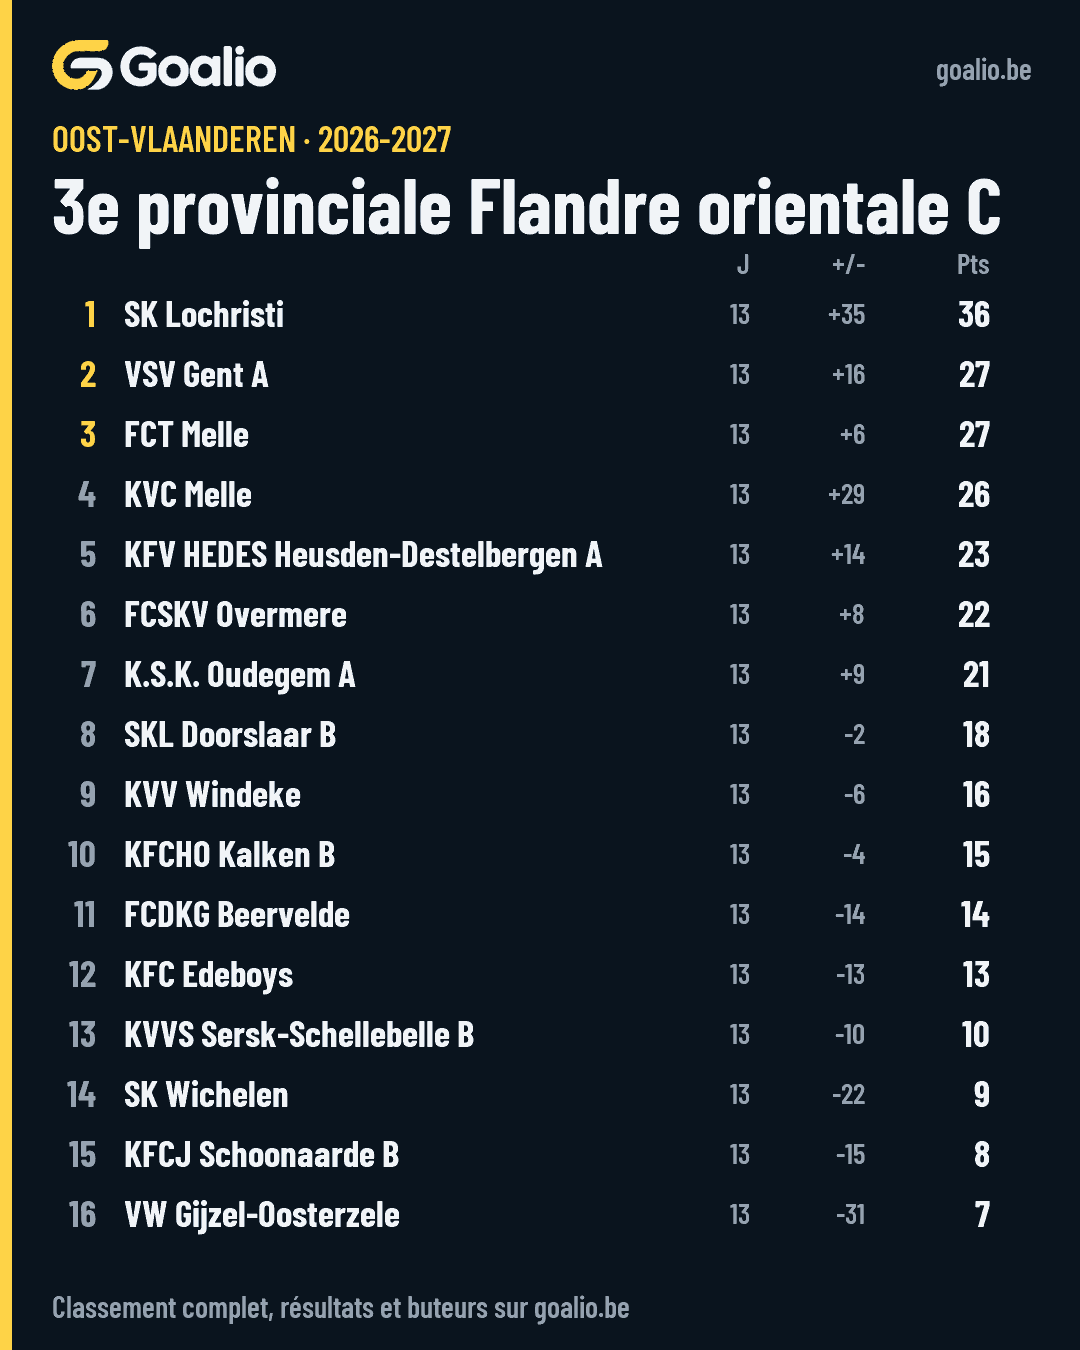 Goalio goalio.be
OOST-VLAANDEREN · 2026-2027
3e provinciale Flandre orientale C
J +/- Pts
1 SK Lochristi 13 +35 36
2 VSV Gent A 13 +16 27
3 FCT Melle 13 +6 27
4 KVC Melle 13 +29 26
5 KFV HEDES Heusden-Destelbergen A 13 +14 23
6 FCSKV Overmere 13 +8 22
7 K.S.K. Oudegem A 13 +9 21
8 SKL Doorslaar B 13 -2 18
9 KVV Windeke 13 -6 16
10 KFCHO Kalken B 13 -4 15
11 FCDKG Beervelde 13 -14 14
12 KFC Edeboys 13 -13 13
13 KVVS Sersk-Schellebelle B 13 -10 10
14 SK Wichelen 13 -22 9
15 KFCJ Schoonaarde B 13 -15 8
16 VW Gijzel-Oosterzele 13 -31 7
Classement complet, résultats et buteurs sur goalio.be